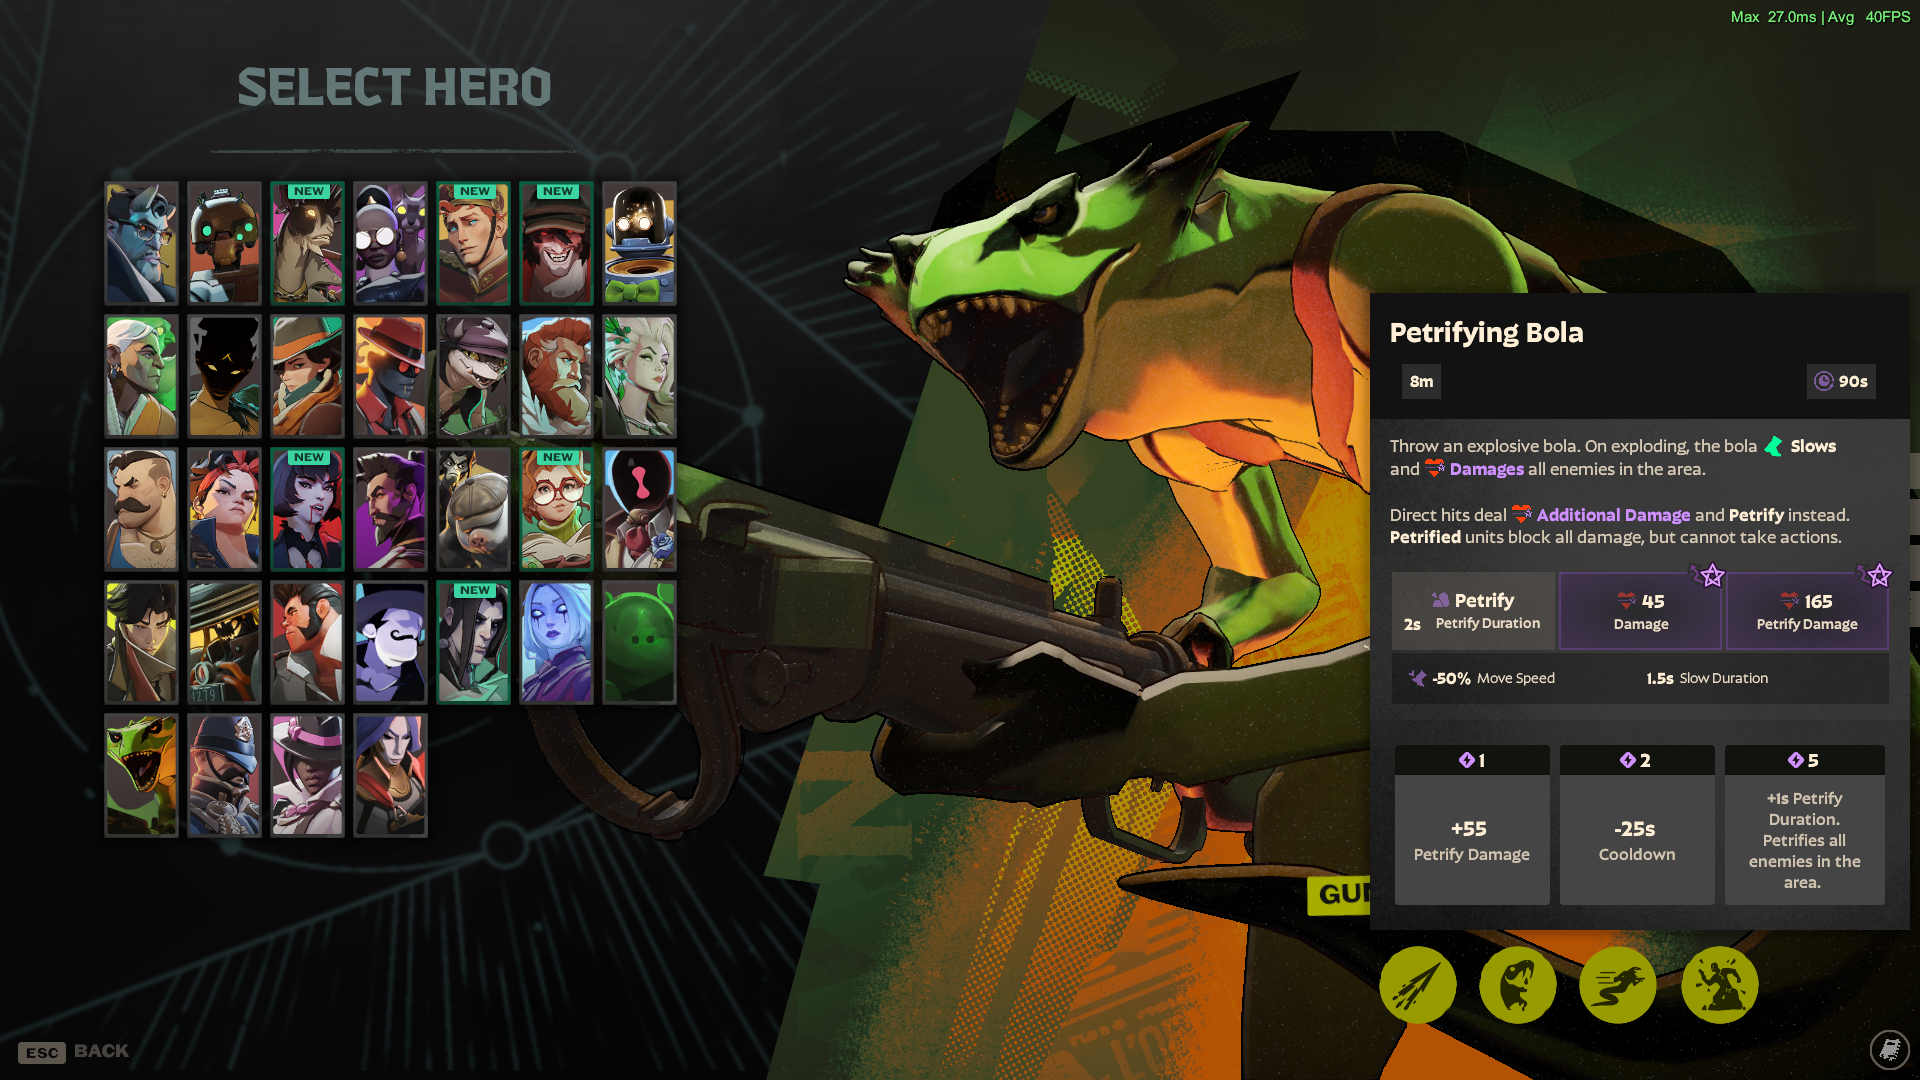 Max 27.0ms | Avg 40FPS
SELECT HERO
NEW
NEW
NEW
NEW
NEW
NEW
4279
Petrifying Bola
8m
90s
Throw an explosive bola. On exploding, the bola Slows
and Damages all enemies in the area.
Direct hits deal Additional Damage and Petrify instead.
Petrified units block all damage, but cannot take actions.
Petrify
2s Petrify Duration
45
Damage
165
Petrify Damage
-50% Move Speed
1.5s Slow Duration
1
+55
Petrify Damage
2
-25s
Cooldown
5
+1s Petrify
Duration.
Petrifies all
enemies in the
area.
ESC BACK